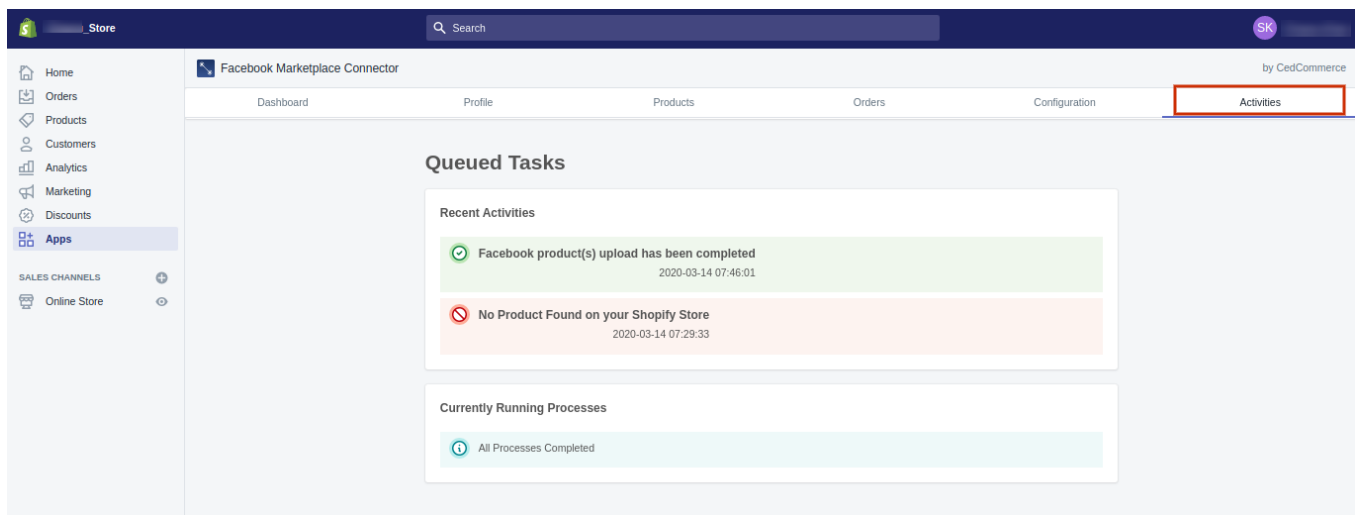 _Store
Search
SK
Home
Orders
Products
Customers
Analytics
Marketing
Discounts
Apps
SALES CHANNELS
Online Store
Facebook Marketplace Connector
by CedCommerce
Dashboard Profile Products Orders Configuration Activities
Queued Tasks
Recent Activities
Facebook product(s) upload has been completed
2020-03-14 07:46:01
No Product Found on your Shopify Store
2020-03-14 07:29:33
Currently Running Processes
All Processes Completed